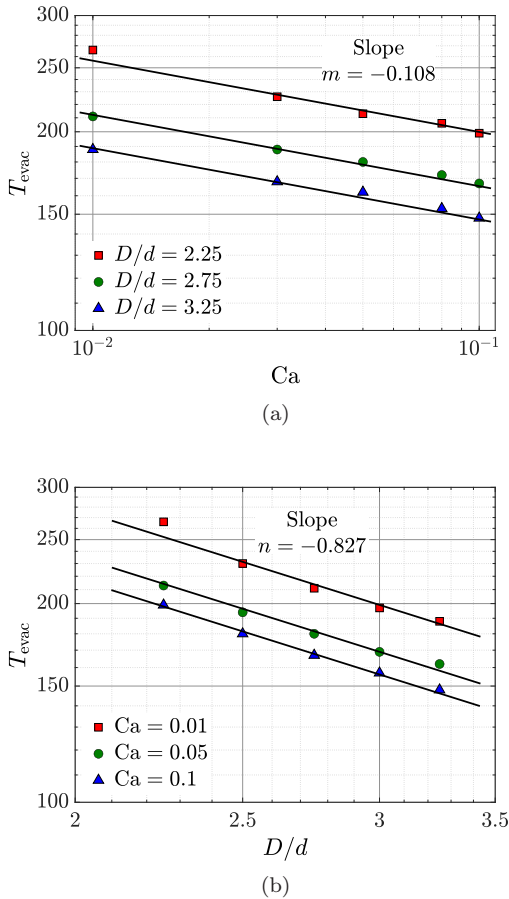 300
250
200
150
100
T_evac
Slope
m = −0.108
D/d = 2.25
D/d = 2.75
D/d = 3.25
10⁻² 10⁻¹
Ca
(a)
300
250
200
150
100
T_evac
Slope
n = −0.827
Ca = 0.01
Ca = 0.05
Ca = 0.1
2 2.5 3 3.5
D/d
(b)